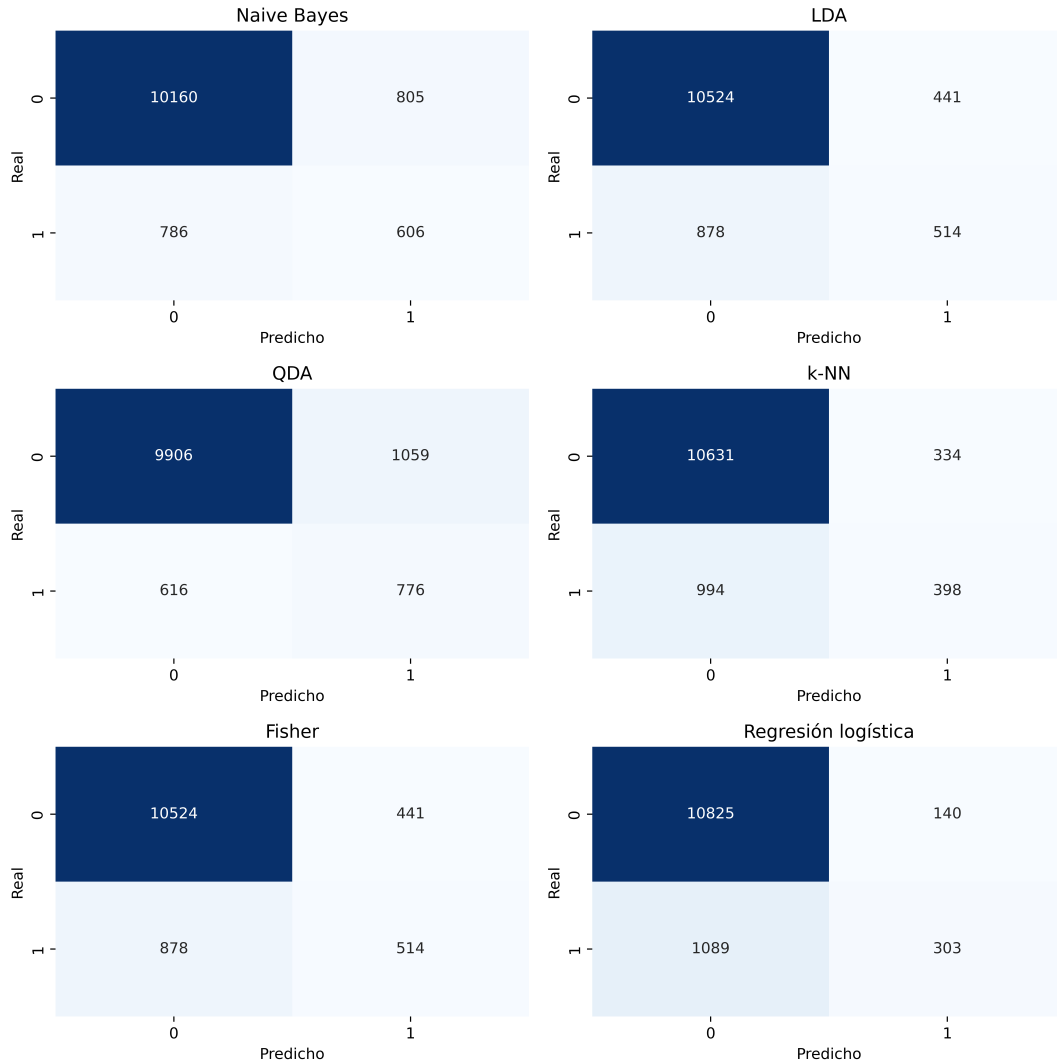 Naive Bayes
0 10160 805
Real
1 786 606
0 1
Predicho
LDA
0 10524 441
Real
1 878 514
0 1
Predicho
QDA
0 9906 1059
Real
1 616 776
0 1
Predicho
k-NN
0 10631 334
Real
1 994 398
0 1
Predicho
Fisher
0 10524 441
Real
1 878 514
0 1
Predicho
Regresión logística
0 10825 140
Real
1 1089 303
0 1
Predicho